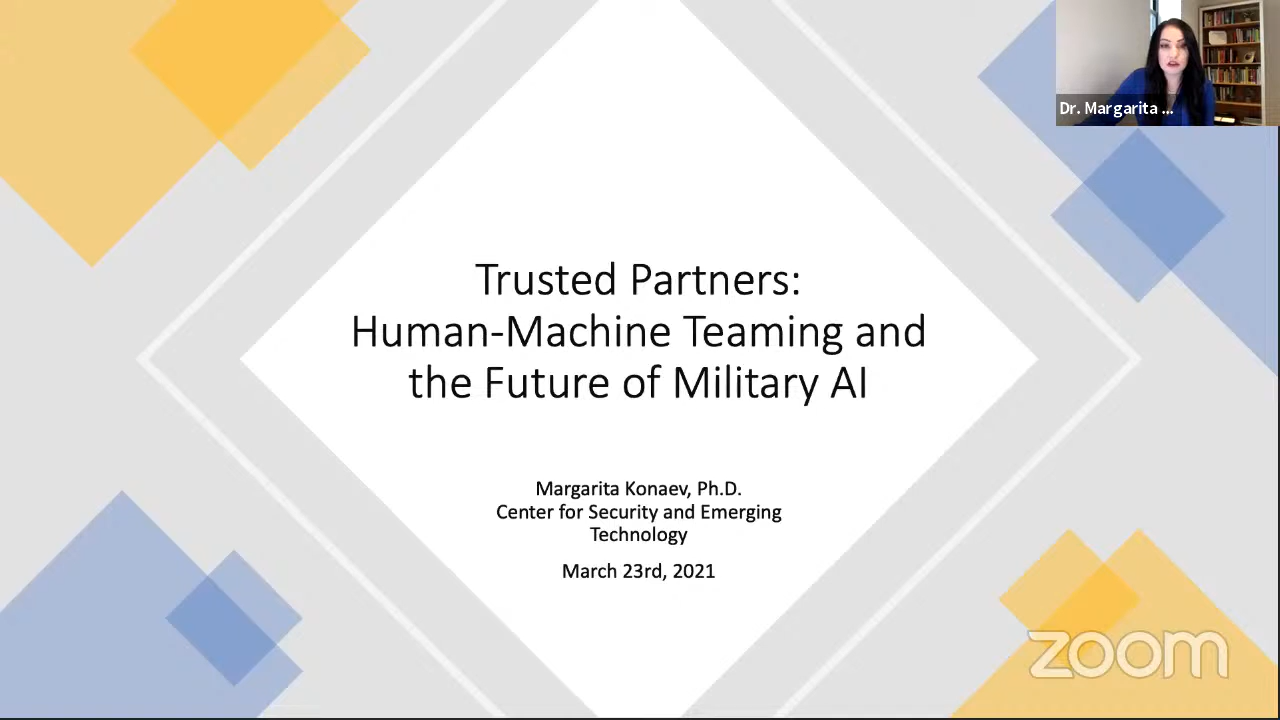 Dr. Margarita ...
Trusted Partners:
Human-Machine Teaming and
the Future of Military AI
Margarita Konaev, Ph.D.
Center for Security and Emerging
Technology
March 23rd, 2021
zoom